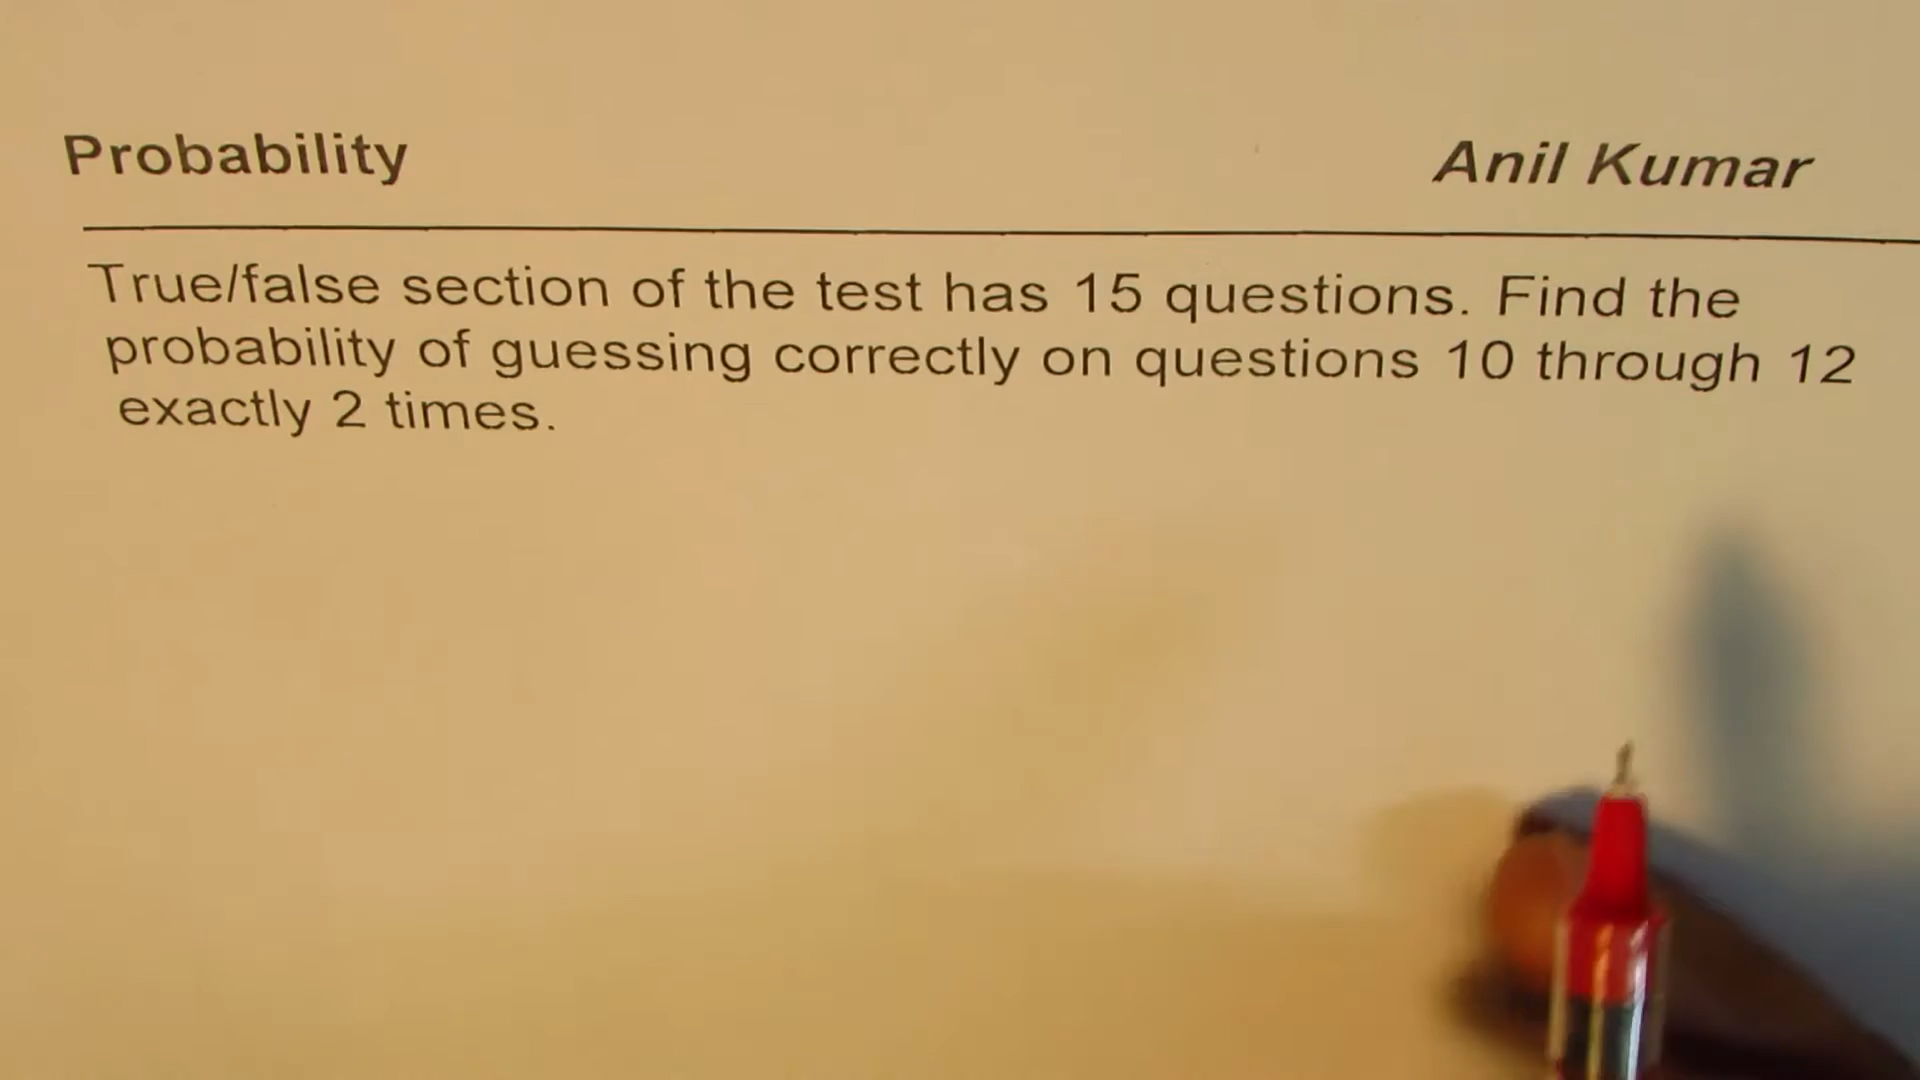 Probability Anil Kumar
True/false section of the test has 15 questions. Find the
probability of guessing correctly on questions 10 through 12
exactly 2 times.